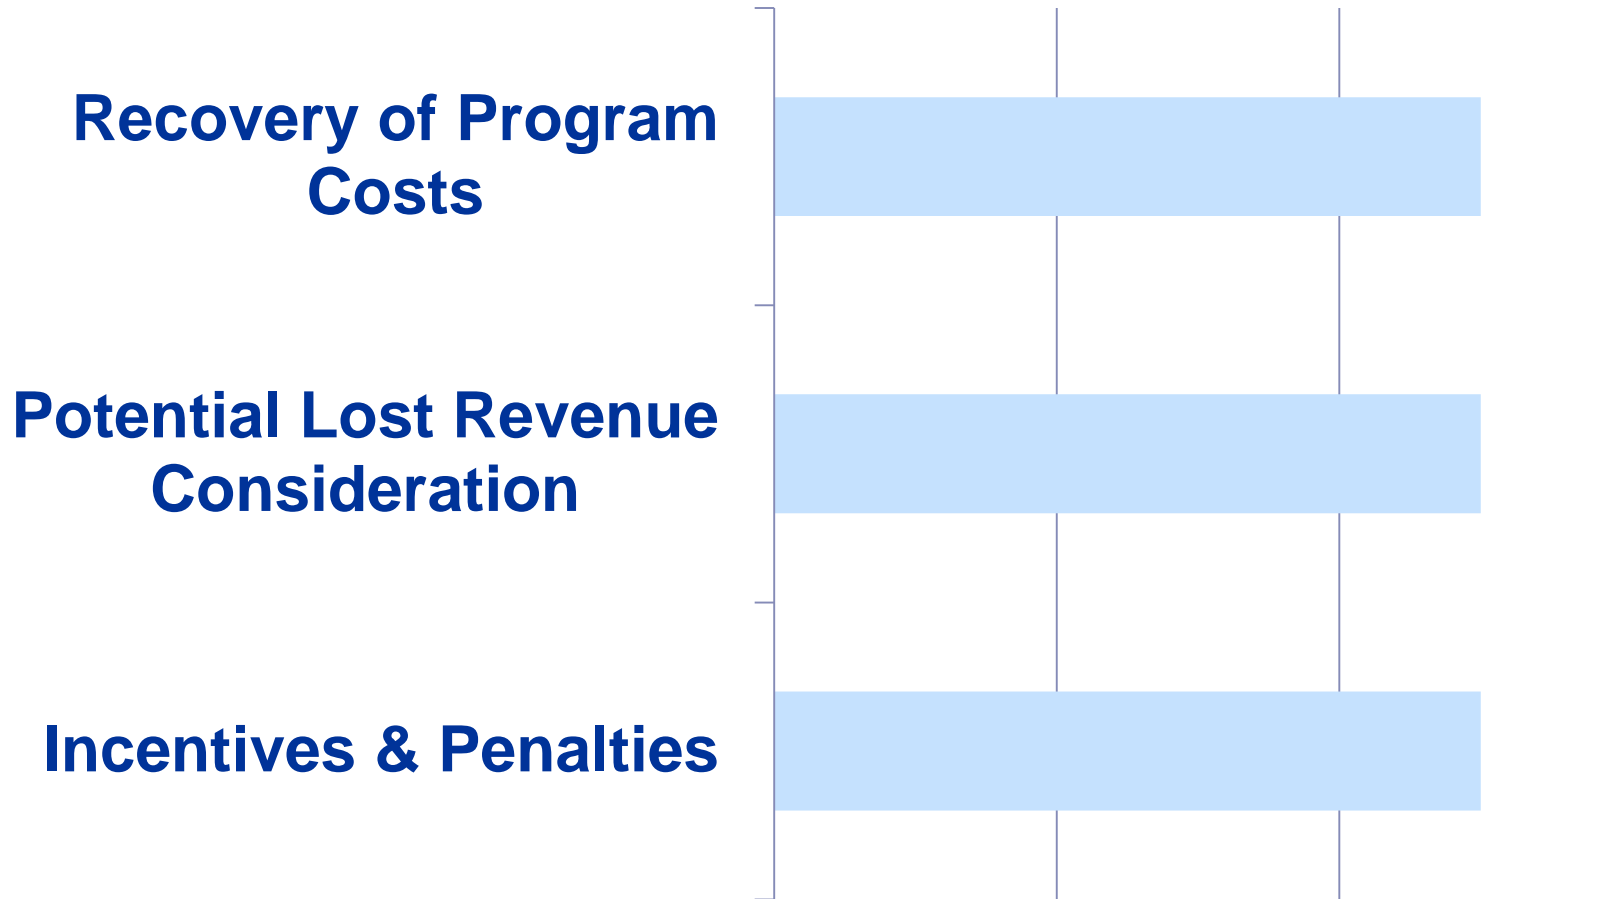 Recovery of Program
Costs
Potential Lost Revenue
Consideration
Incentives & Penalties